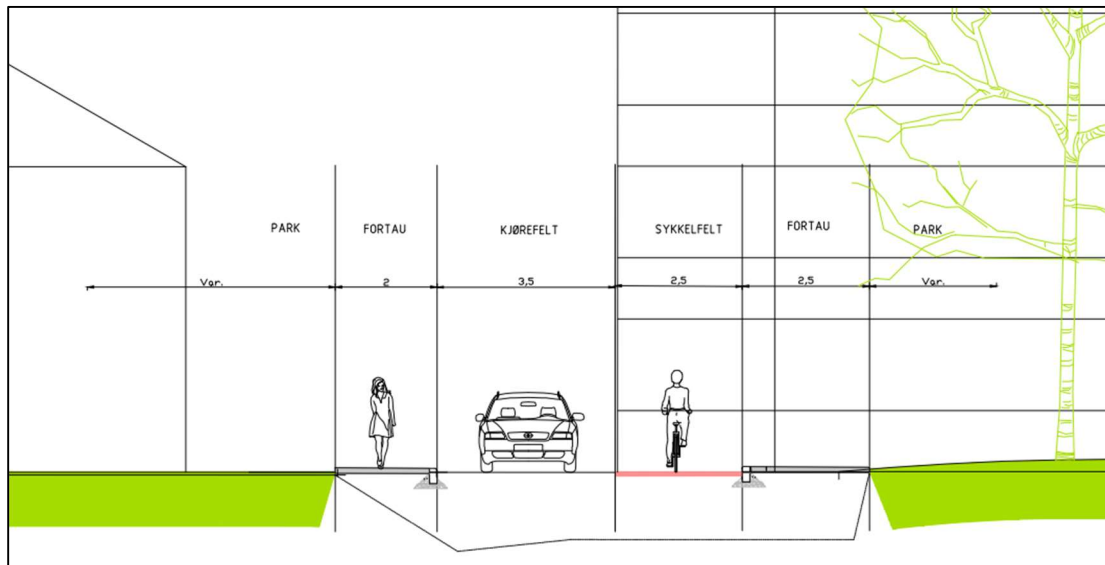 PARK FORTAU KJØREFELT SYKKELFELT FORTAU PARK
Var. 2 3,5 2,5 2,5 Var.